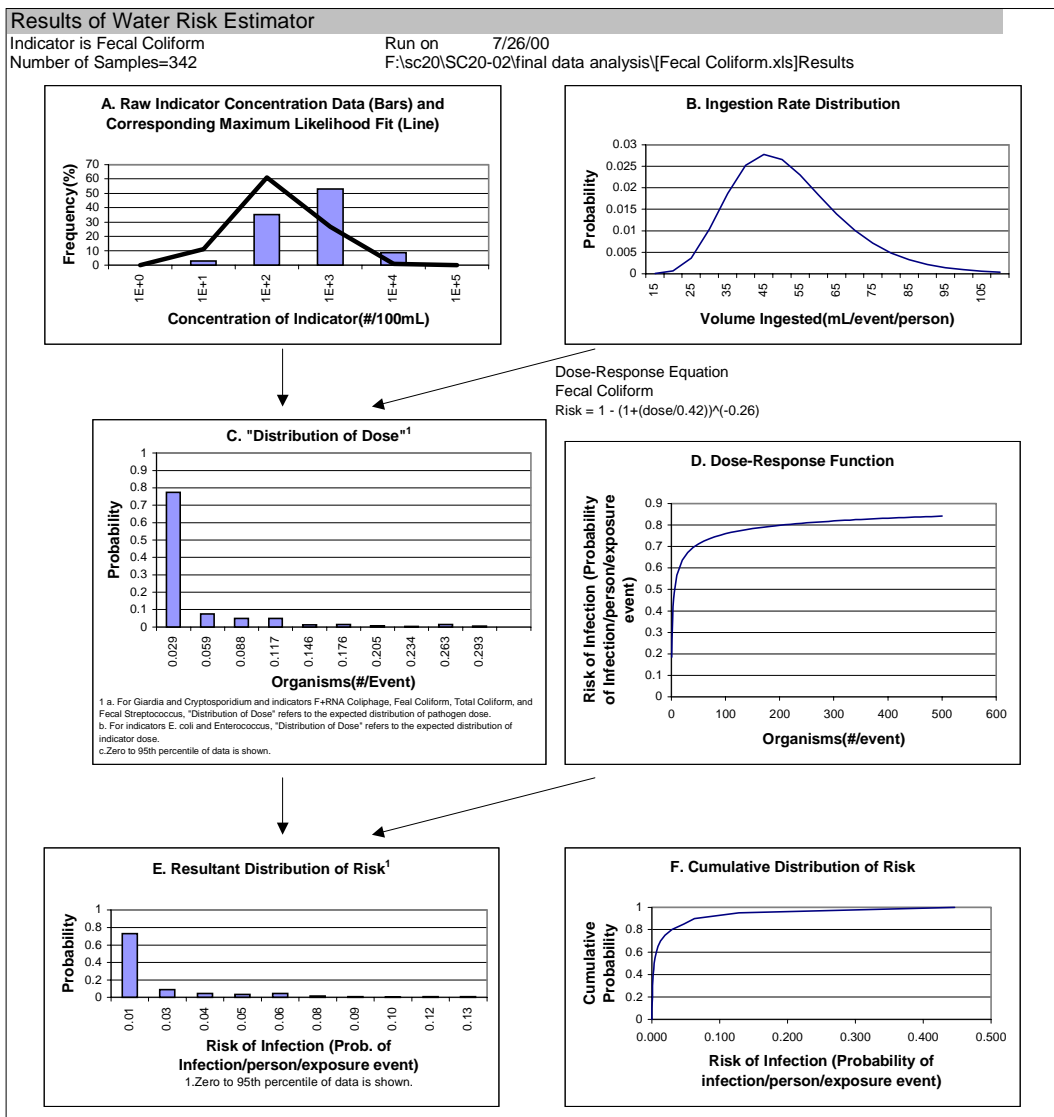 Results of Water Risk Estimator
Indicator is Fecal Coliform
Run on 7/26/00
Number of Samples=342
F:\sc20\SC20-02\final data analysis\[Fecal Coliform.xls]Results
A. Raw Indicator Concentration Data (Bars) and
Corresponding Maximum Likelihood Fit (Line)
Frequency(%)
70
60
50
40
30
20
10
0
1E+0
1E+1
1E+2
1E+3
1E+4
1E+5
Concentration of Indicator(#/100mL)
B. Ingestion Rate Distribution
Probability
0.03
0.025
0.02
0.015
0.01
0.005
0
15
25
35
45
55
65
75
85
95
105
Volume Ingested(mL/event/person)
Dose-Response Equation
Fecal Coliform
Risk = 1 - (1+(dose/0.42))^(-0.26)
C. "Distribution of Dose"1
Probability
1
0.9
0.8
0.7
0.6
0.5
0.4
0.3
0.2
0.1
0
0.029
0.059
0.088
0.117
0.146
0.176
0.205
0.234
0.263
0.293
Organisms(#/Event)
1 a. For Giardia and Cryptosporidium and indicators F+RNA Coliphage, Feal Coliform, Total Coliform, and
Fecal Streptococcus, "Distribution of Dose" refers to the expected distribution of pathogen dose.
b. For indicators E. coli and Enterococcus, "Distribution of Dose" refers to the expected distribution of
indicator dose.
c.Zero to 95th percentile of data is shown.
D. Dose-Response Function
Risk of Infection (Probability
of Infection/person/exposure
event)
0.9
0.8
0.7
0.6
0.5
0.4
0.3
0.2
0.1
0
0
100
200
300
400
500
600
Organisms(#/event)
E. Resultant Distribution of Risk1
Probability
1
0.8
0.6
0.4
0.2
0
0.01
0.03
0.04
0.05
0.06
0.08
0.09
0.10
0.12
0.13
Risk of Infection (Prob. of
Infection/person/exposure event)
1.Zero to 95th percentile of data is shown.
F. Cumulative Distribution of Risk
Cumulative
Probability
1
0.8
0.6
0.4
0.2
0
0.000
0.100
0.200
0.300
0.400
0.500
Risk of Infection (Probability of
infection/person/exposure event)